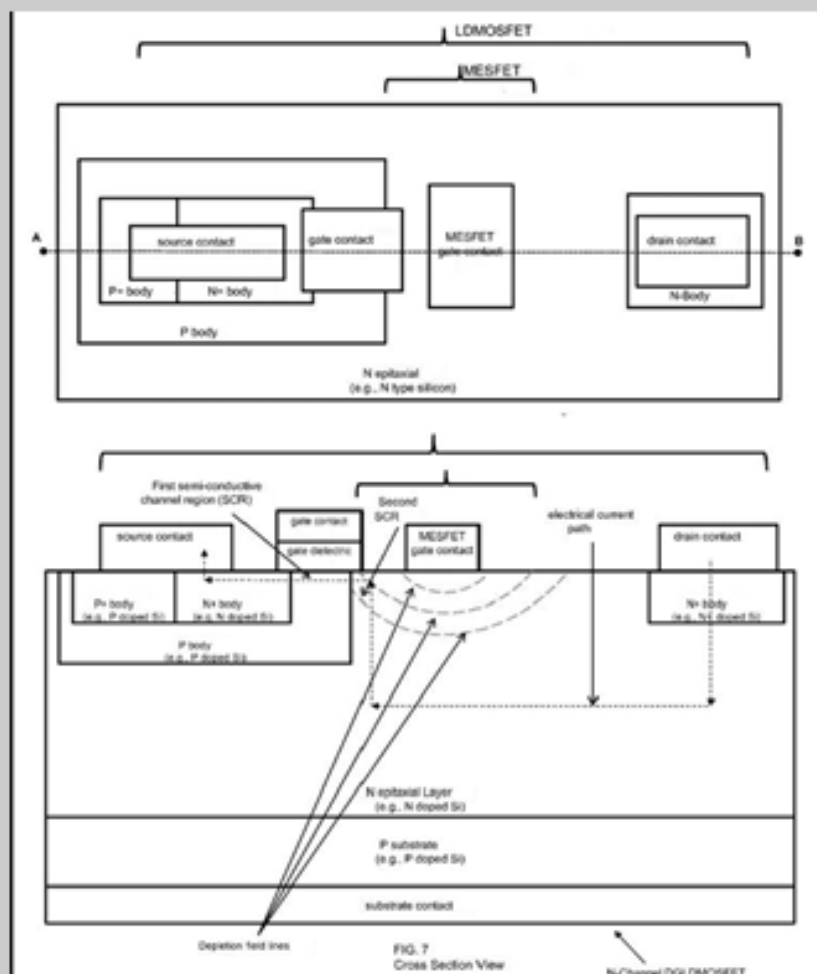 LDMOSFET
MESFET
A
source contact
gate contact
MESFET
gate contact
drain contact
B
P+ body
N+ body
N-Body
P body
N epitaxial
(e.g., N type silicon)
First semi-conductive
channel region (SCR)
Second
SCR
electrical current
path
source contact
gate contact
gate dielectric
MESFET
gate contact
drain contact
P+ body
(e.g., P doped Si)
N+ body
(e.g., N doped Si)
N+ body
(e.g., N+ doped Si)
P body
(e.g., P doped Si)
N epitaxial Layer
(e.g., N doped Si)
P substrate
(e.g., P doped Si)
substrate contact
Depletion field lines
FIG. 7
Cross Section View
N-Channel DGLDMOSFET